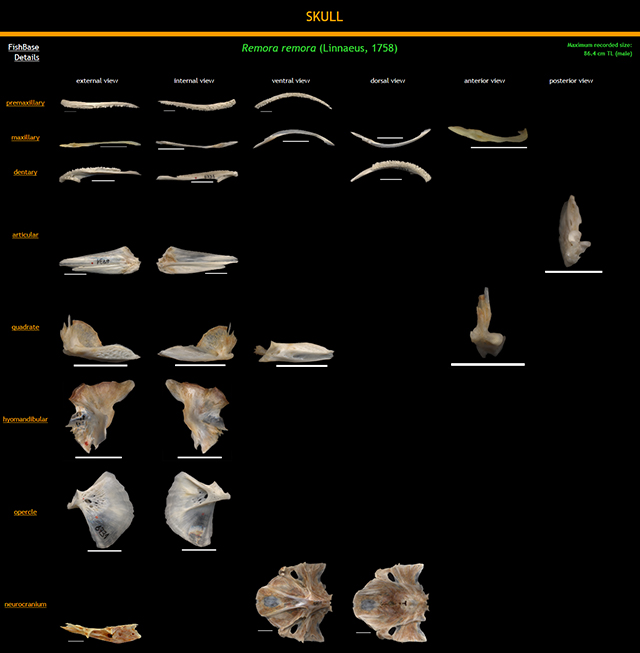 SKULL
FishBase
Details
Remora remora (Linnaeus, 1758)
Maximum recorded size:
86.4 cm TL (male)
external view
internal view
ventral view
dorsal view
anterior view
posterior view
premaxillary
maxillary
dentary
articular
quadrate
hyomandibular
opercle
neurocranium